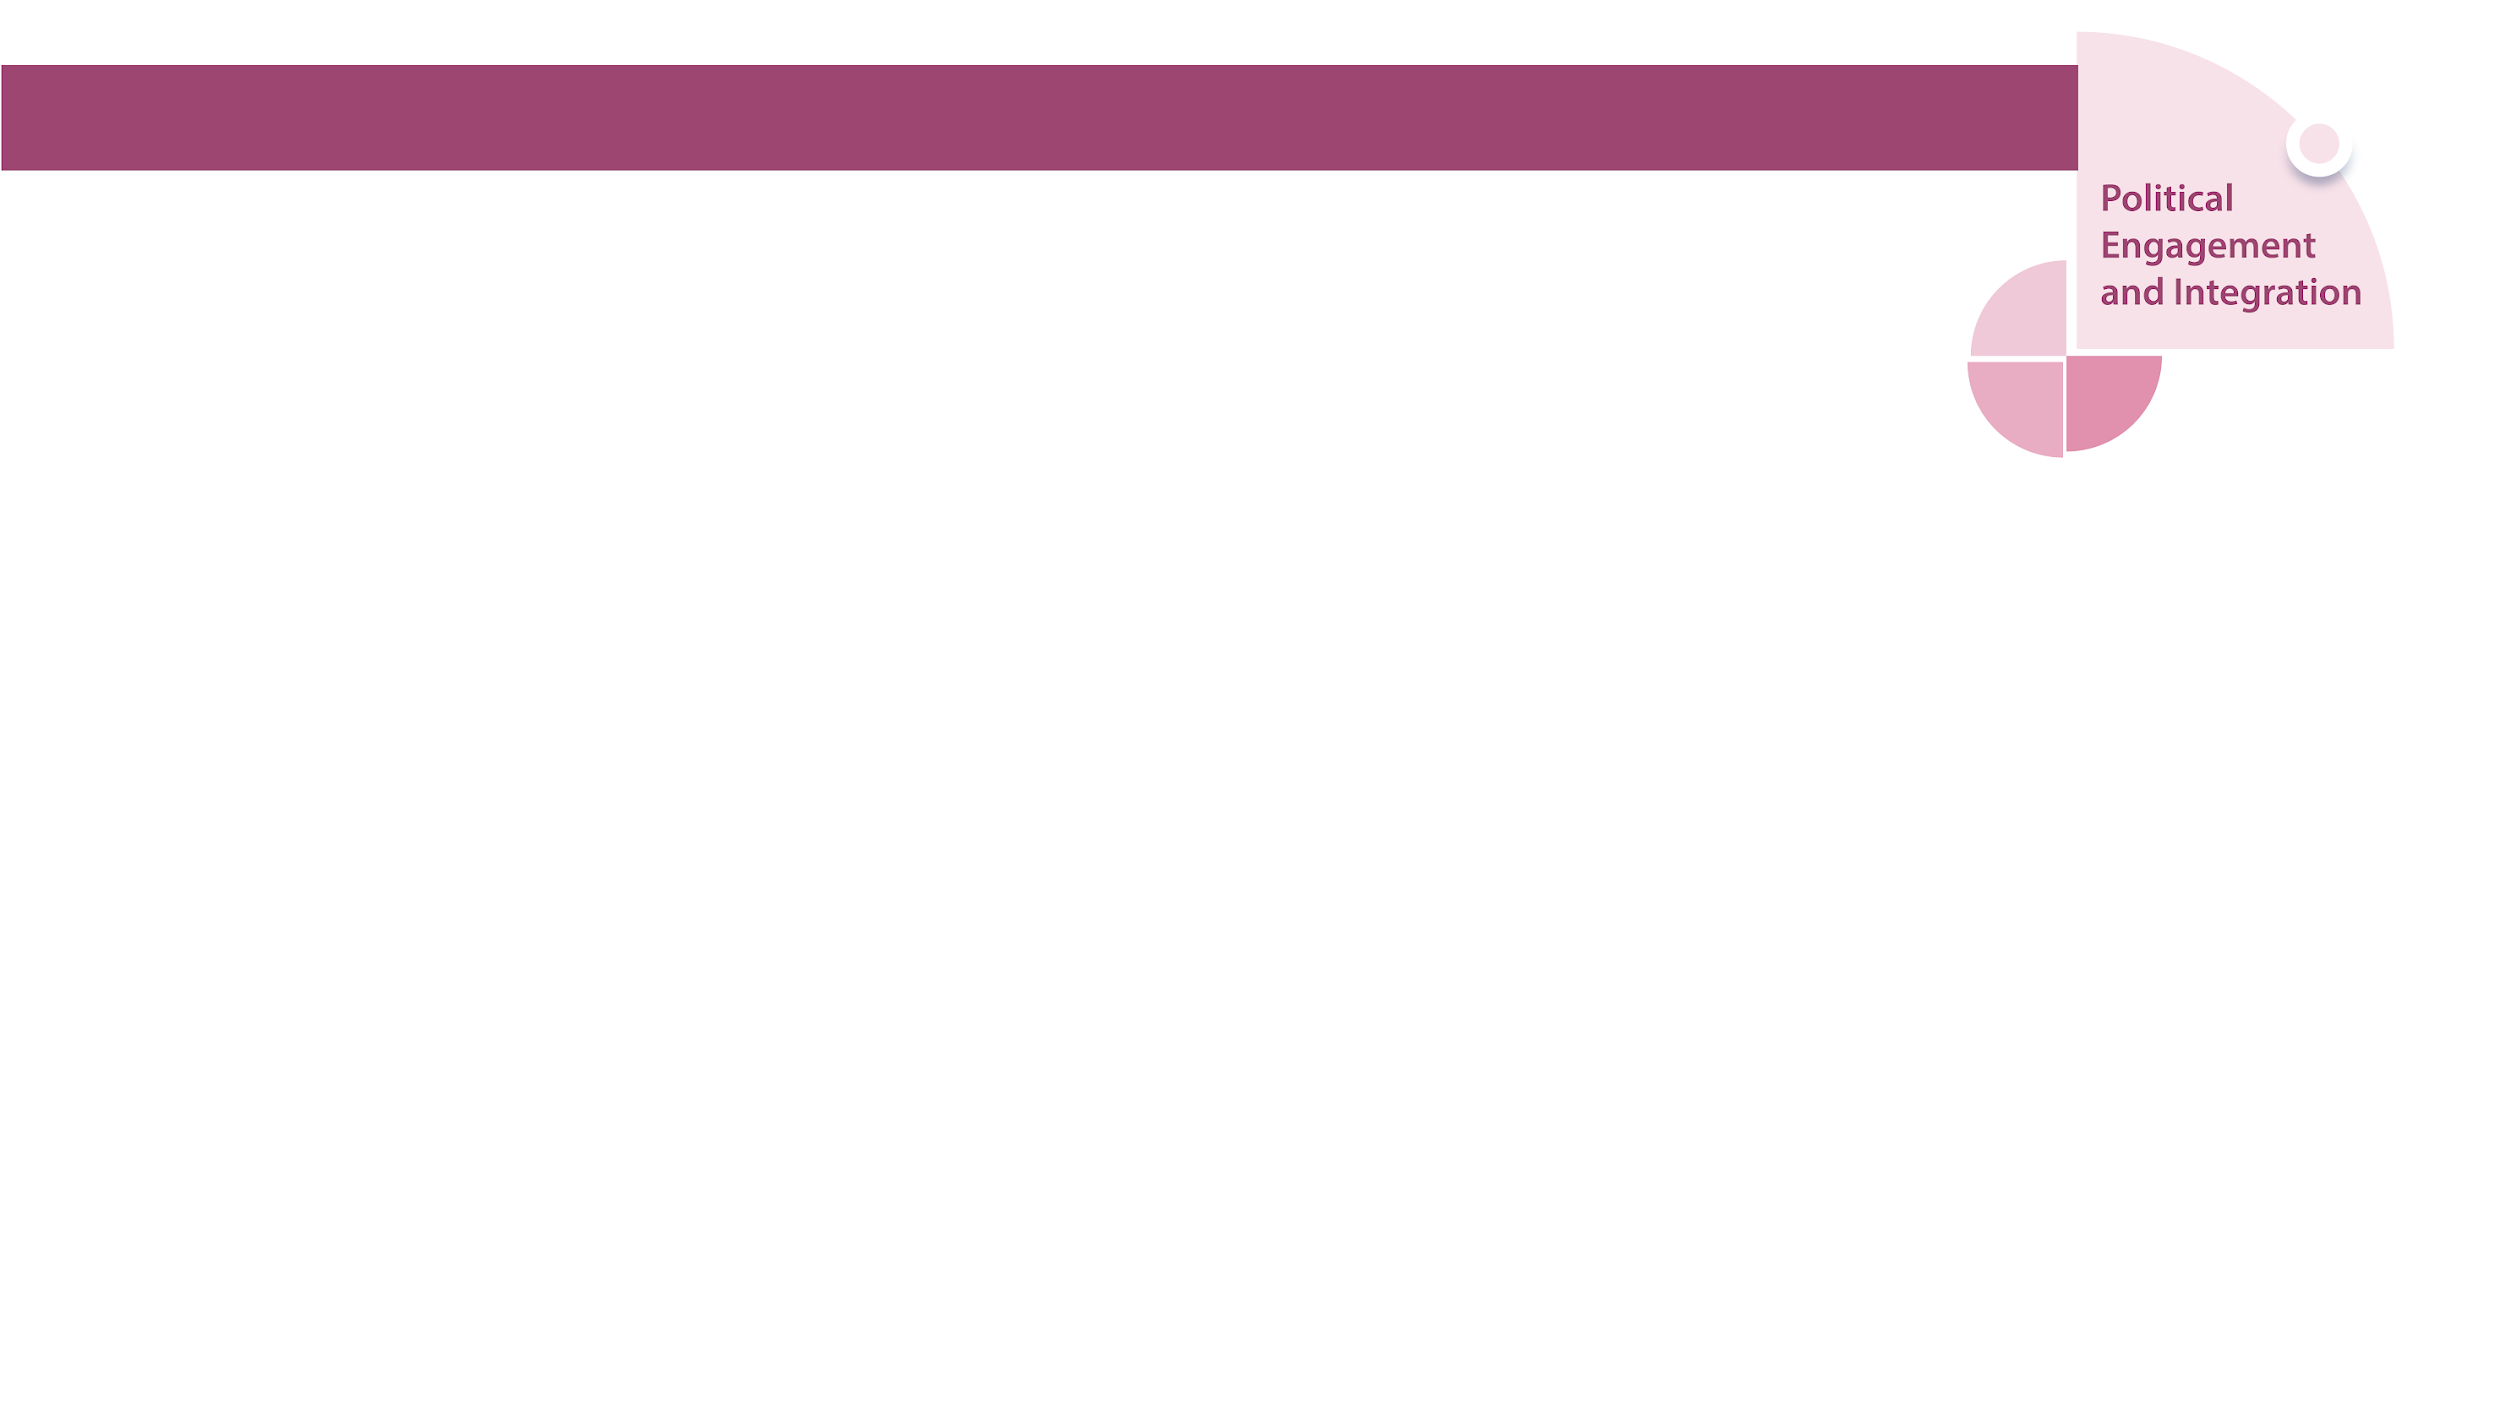 Political
Engagement
and Integration